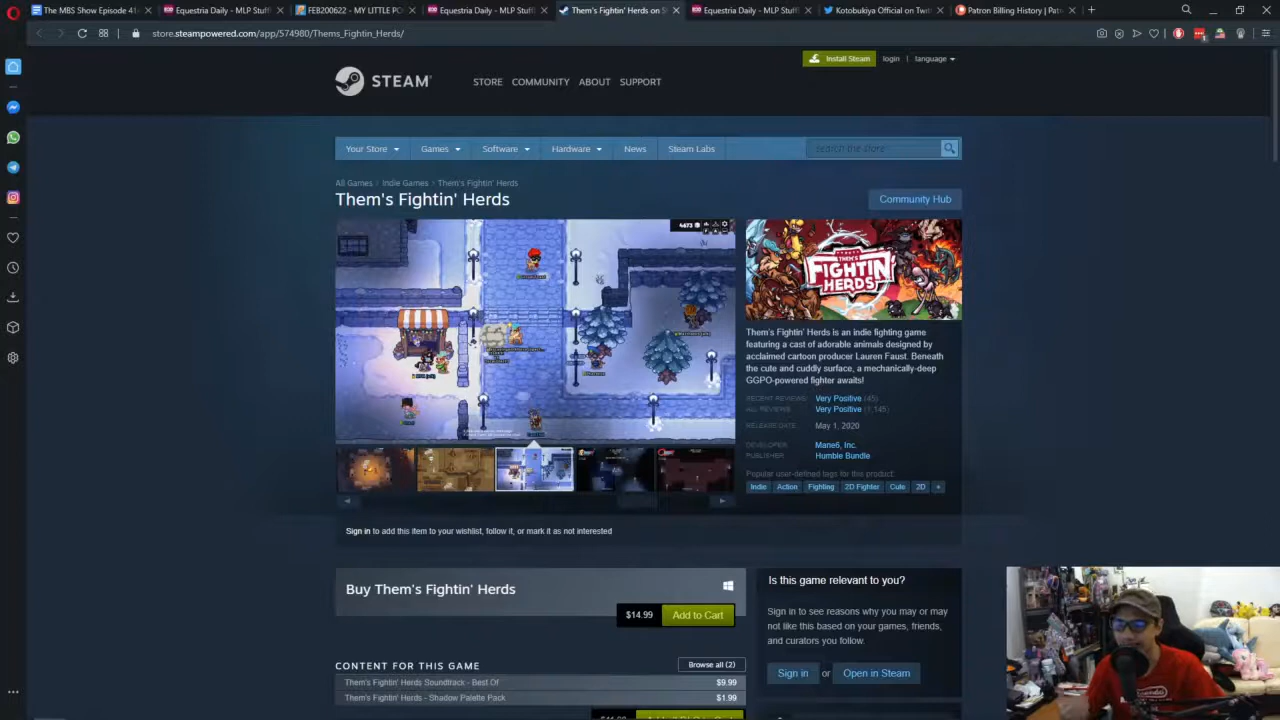 The MBS Show Episode 41
Equestria Daily - MLP Stuf
FEB200622 - MY LITTLE PO
Equestria Daily - MLP Stuf
Them's Fightin' Herds on S
Equestria Daily - MLP Stuf
Kotobukiya Official on Twit
Patron Billing History | Patr
store.steampowered.com/app/574980/Thems_Fightin_Herds/
Install Steam login | language
STEAM
STORE COMMUNITY ABOUT SUPPORT
Your Store Games Software Hardware News Steam Labs search the store
All Games > Indie Games > Them's Fightin' Herds
Them's Fightin' Herds
Community Hub
4673
THEM'S
FIGHTIN
HERDS
Them's Fightin' Herds is an indie fighting game
featuring a cast of adorable animals designed by
acclaimed cartoon producer Lauren Faust. Beneath
the cute and cuddly surface, a mechanically-deep
GGPO-powered fighter awaits!
RECENT REVIEWS: Very Positive (45)
ALL REVIEWS: Very Positive (1,145)
RELEASE DATE: May 1, 2020
DEVELOPER: Mane6, Inc.
PUBLISHER: Humble Bundle
Popular user-defined tags for this product:
Indie Action Fighting 2D Fighter Cute 2D +
Sign in to add this item to your wishlist, follow it, or mark it as not interested
Buy Them's Fightin' Herds
$14.99 Add to Cart
Is this game relevant to you?
Sign in to see reasons why you may or may
not like this based on your games, friends,
and curators you follow.
Sign in or Open in Steam
CONTENT FOR THIS GAME Browse all (2)
Them's Fightin' Herds Soundtrack - Best Of $9.99
Them's Fightin' Herds - Shadow Palette Pack $1.99